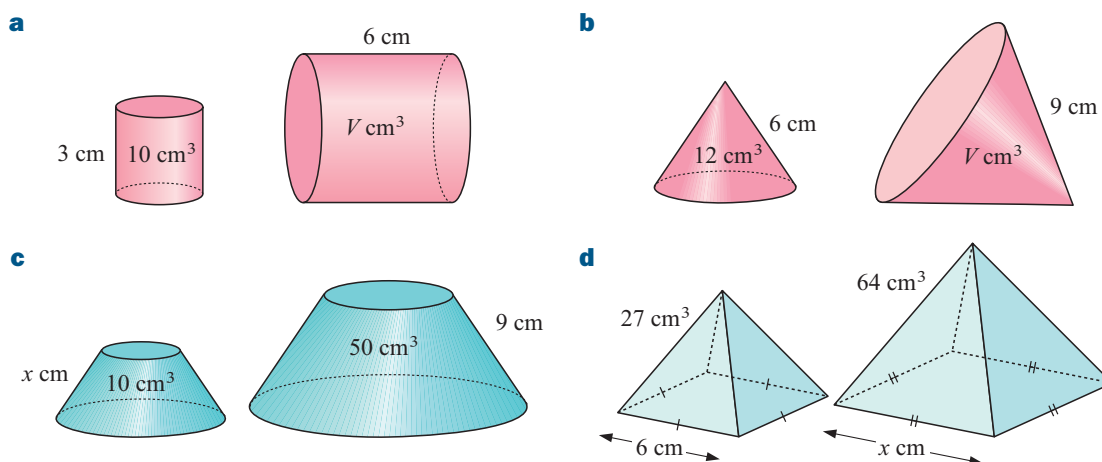 a
6 cm
3 cm
10 cm³
V cm³
b
6 cm
12 cm³
9 cm
V cm³
c
x cm
10 cm³
50 cm³
9 cm
d
27 cm³
64 cm³
6 cm
x cm